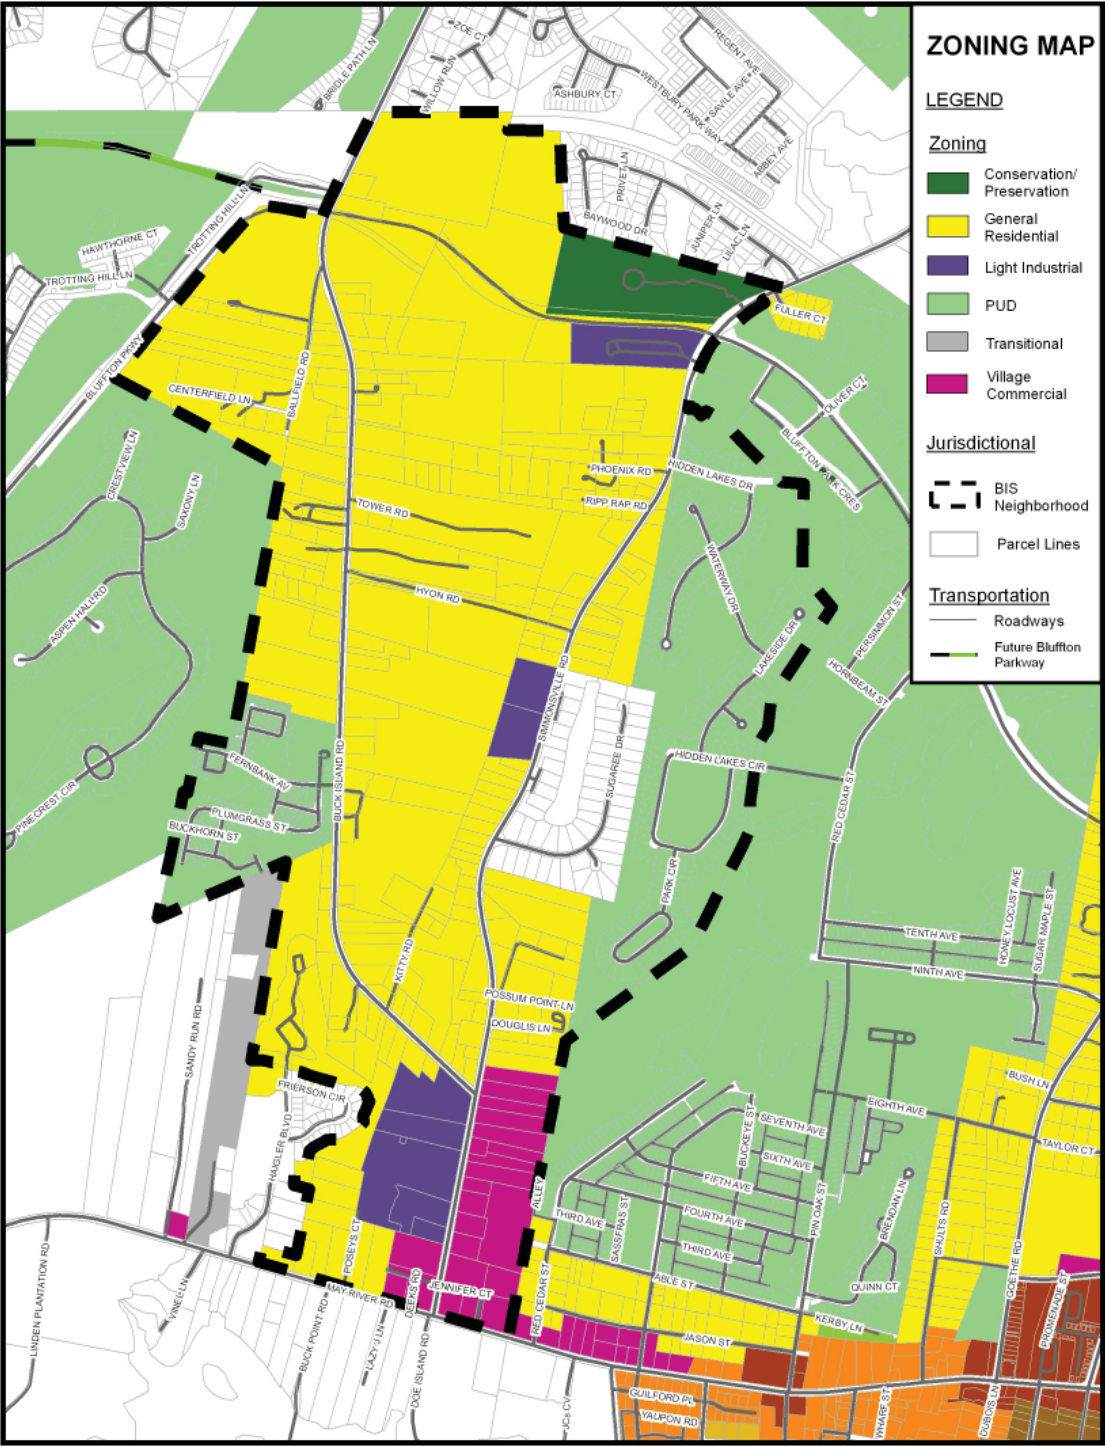 ZONING MAP
LEGEND
Zoning
Conservation/
Preservation
General
Residential
Light Industrial
PUD
Transitional
Village
Commercial
Jurisdictional
BIS
Neighborhood
Parcel Lines
Transportation
Roadways
Future Bluffton
Parkway
ZOE CT
BRIDLE PATH LN
WILLOW RUN
ASHBURY CT
REGENT AVE
SAVILE AVE
WESTBURY PARK WAY
ABBEY AVE
PRIVET LN
BAYWOOD DR
JUNIPER LN
LILAC LN
TROTTING HILL LN
HAWTHORNE CT
TROTTING HILL LN
FULLER CT
BLUFFTON PKWY
BALLFIELD RD
CENTERFIELD LN
OLIVER CT
BLUFFTON PARK CRES
CRESTVIEW LN
SAXONY LN
PHOENIX RD
HIDDEN LAKES DR
RIPP RAP RD
TOWER RD
WATERWAY DR
HYON RD
ASPEN HALL RD
LAKESIDE DR
PERSIMMON ST
HORNBEAM ST
SIMMONSVILLE RD
SUGAREE DR
BUCK ISLAND RD
HIDDEN LAKES CIR
RED CEDAR ST
FERNBANK AV
PINECREST CIR
PLUMGRASS ST
BUCKHORN ST
PARK CIR
KITTY RD
HONEY LOCUST AVE
SUGAR MAPLE ST
TENTH AVE
NINTH AVE
POSSUM POINT LN
DOUGLIS LN
SANDY RUN RD
FRIERSON CIR
HAIGLER BLVD
BUSH LN
EIGHTH AVE
SEVENTH AVE
BUCKEYE ST
SIXTH AVE
TAYLOR CT
FIFTH AVE
ALLEY
THIRD AVE
SASSFRAS ST
FOURTH AVE
PIN OAK ST
BRENDAN LN
SHULTS RD
THIRD AVE
GOETHE RD
POSEYS CT
ABLE ST
QUINN CT
PROMENADE ST
LINDEN PLANTATION RD
VINELL LN
MAY RIVER RD
DEEKS RD
JENNIFER CT
RED CEDAR ST
KERBY LN
JASON ST
BUCK POINT RD
LAZY J LN
DOE ISLAND RD
JCs CV
GUILFORD PL
YAUPON RD
WHARF ST
DUBOIS LN